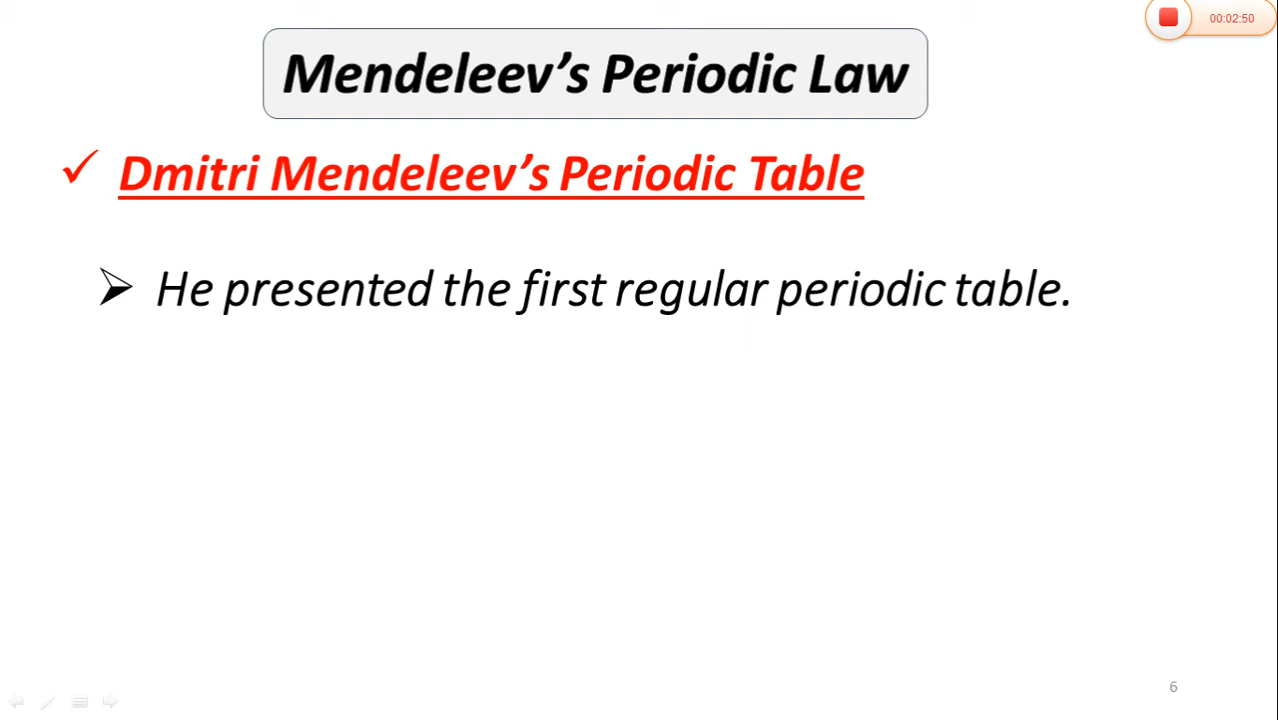 00:02:50
Mendeleev’s Periodic Law
✓ Dmitri Mendeleev’s Periodic Table
➢ He presented the first regular periodic table.
6